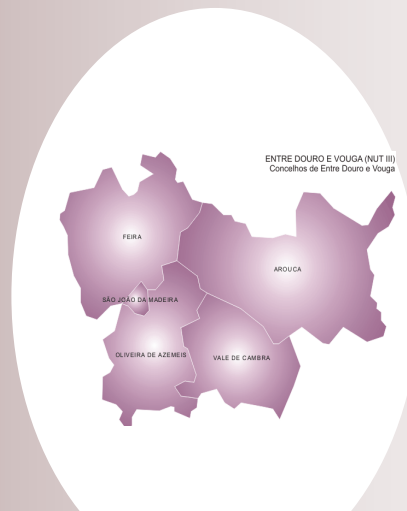 ENTRE DOURO E VOUGA (NUT III)
Concelhos de Entre Douro e Vouga
FEIRA
AROUCA
SÃO JOÃO DA MADEIRA
OLIVEIRA DE AZEMEIS
VALE DE CAMBRA